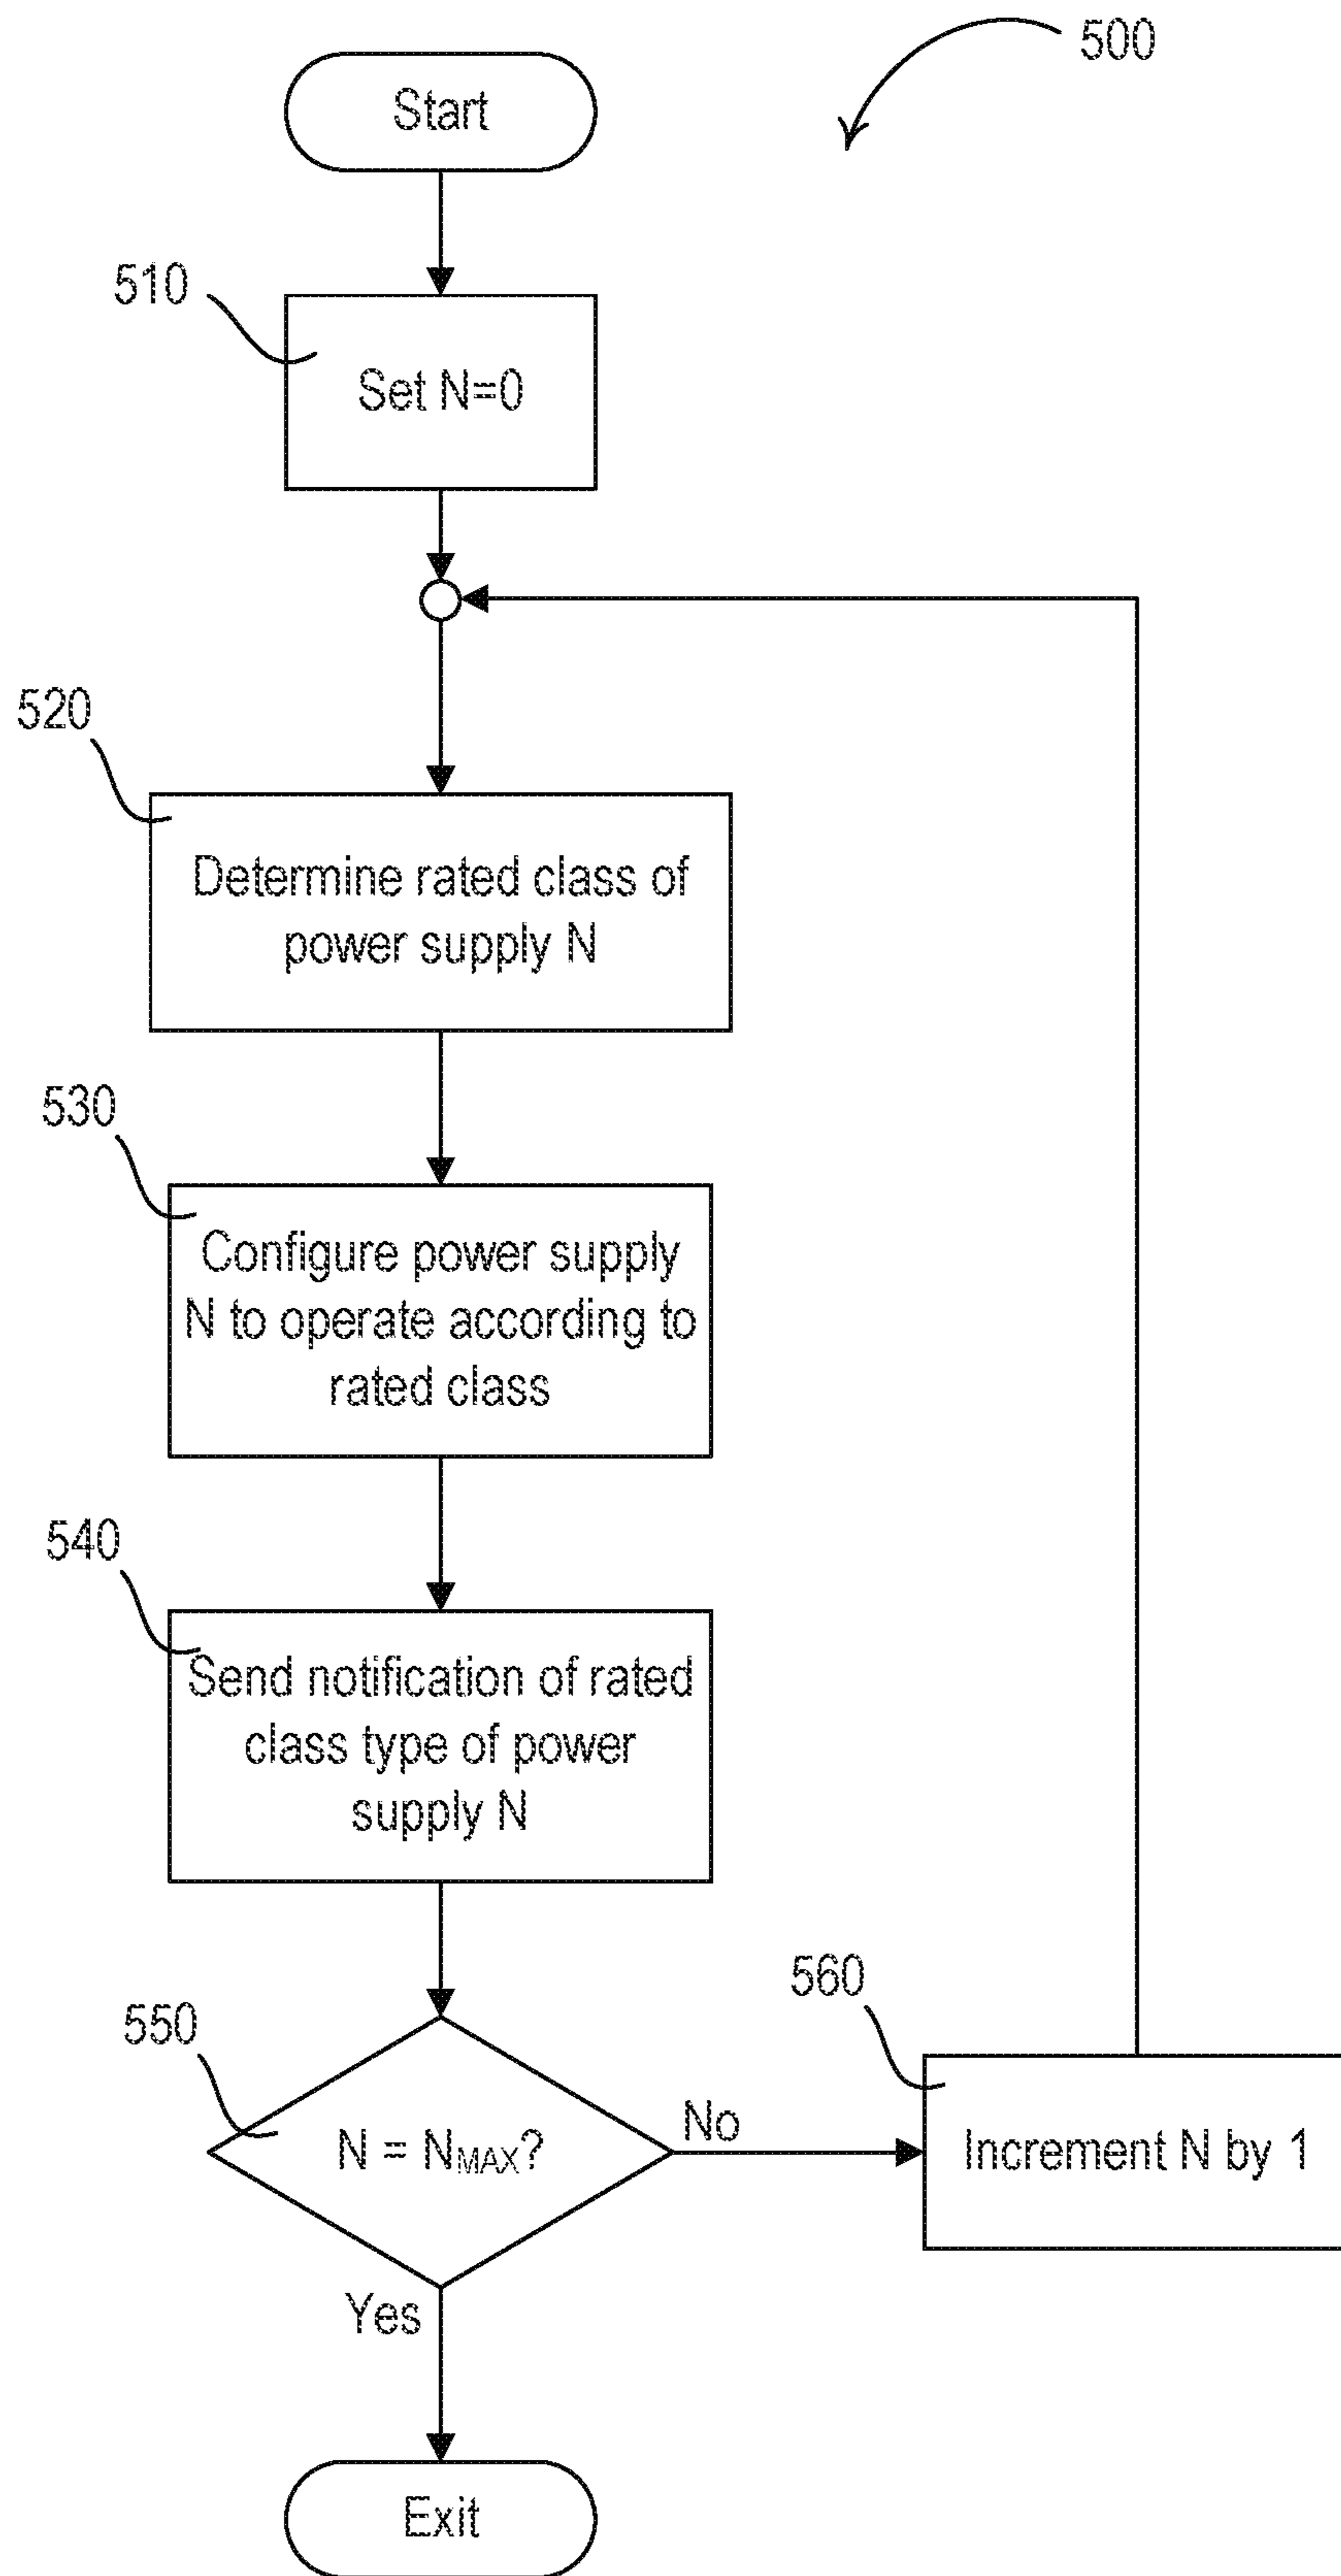 500
Start
510
Set N=0
520
Determine rated class of
power supply N
530
Configure power supply
N to operate according to
rated class
540
Send notification of rated
class type of power
supply N
550
N = NMAX?
No
560
Increment N by 1
Yes
Exit